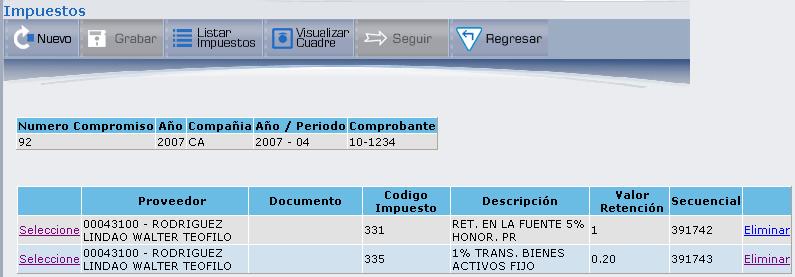 Impuestos
Nuevo Grabar Listar Impuestos Visualizar Cuadre Seguir Regresar
Numero Compromiso Año Compañia Año / Periodo Comprobante
92 2007 CA 2007 - 04 10-1234
Proveedor Documento Codigo Impuesto Descripción Valor Retención Secuencial
Seleccione 00043100 - RODRIGUEZ LINDAO WALTER TEOFILO 331 RET. EN LA FUENTE 5% HONOR. PR 1 391742 Eliminar
Seleccione 00043100 - RODRIGUEZ LINDAO WALTER TEOFILO 335 1% TRANS. BIENES ACTIVOS FIJO 0.20 391743 Eliminar